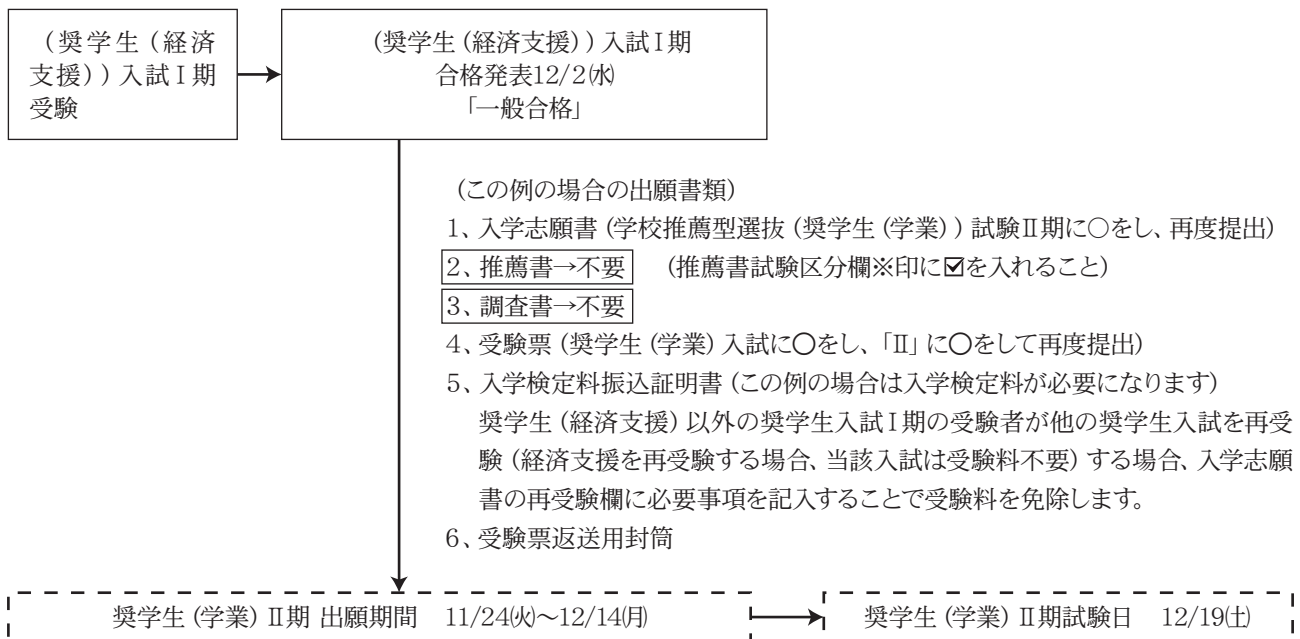 (奨学生(経済
支援))入試Ⅰ期
受験
(奨学生(経済支援))入試Ⅰ期
合格発表12/2㈬
「一般合格」
(この例の場合の出願書類)
1、入学志願書(学校推薦型選抜(奨学生(学業))試験Ⅱ期に○をし、再度提出)
2、推薦書→不要 (推薦書試験区分欄※印に☑を入れること)
3、調査書→不要
4、受験票(奨学生(学業)入試に○をし、「Ⅱ」に○をして再度提出)
5、入学検定料振込証明書(この例の場合は入学検定料が必要になります)
奨学生(経済支援)以外の奨学生入試Ⅰ期の受験者が他の奨学生入試を再受
験(経済支援を再受験する場合、当該入試は受験料不要)する場合、入学志願
書の再受験欄に必要事項を記入することで受験料を免除します。
6、受験票返送用封筒
奨学生(学業)Ⅱ期 出願期間 11/24㈫〜12/14㈪
奨学生(学業)Ⅱ期試験日 12/19㈯